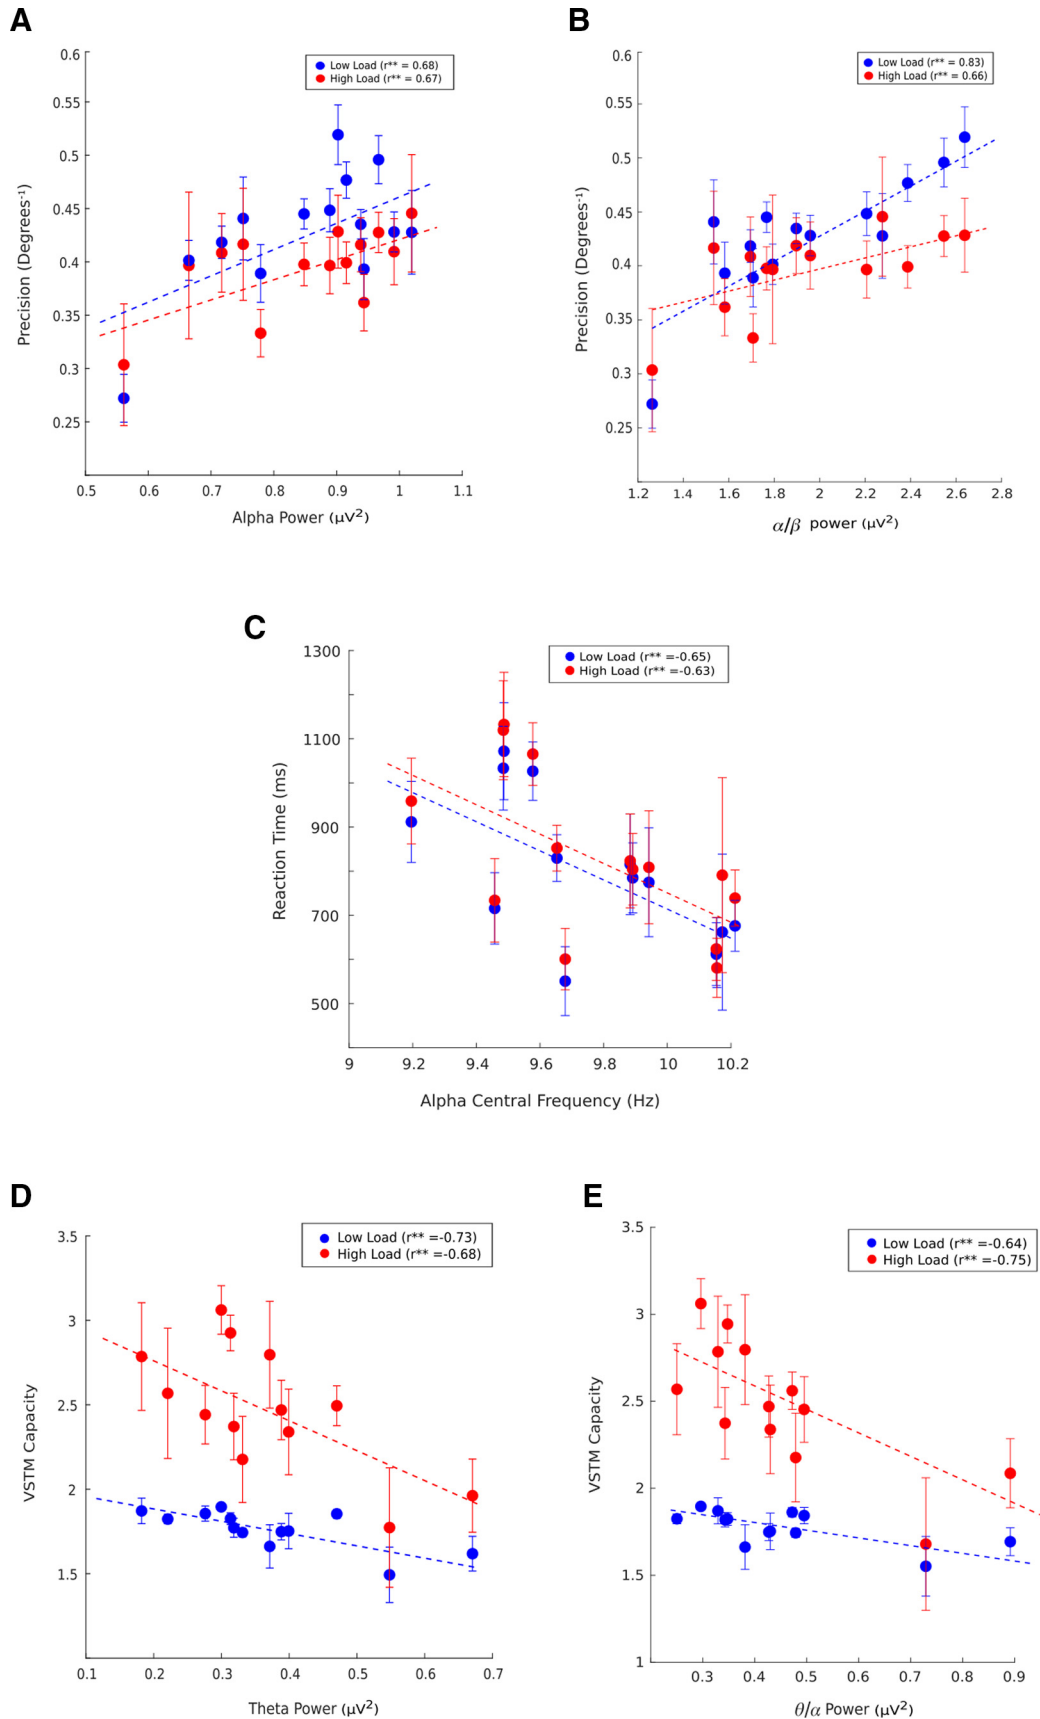 A
0.6
0.55
0.5
0.45
0.4
0.35
0.3
0.25
Precision (Degrees⁻¹)
Low Load (r** = 0.68)
High Load (r** = 0.67)
0.5 0.6 0.7 0.8 0.9 1 1.1
Alpha Power (μV²)
B
0.6
0.55
0.5
0.45
0.4
0.35
0.3
0.25
Precision (Degrees⁻¹)
Low Load (r** = 0.83)
High Load (r** = 0.66)
1.2 1.4 1.6 1.8 2 2.2 2.4 2.6 2.8
α/β power (μV²)
C
1300
1100
900
700
500
Reaction Time (ms)
Low Load (r** =-0.65)
High Load (r** =-0.63)
9 9.2 9.4 9.6 9.8 10 10.2
Alpha Central Frequency (Hz)
D
3.5
3
2.5
2
1.5
VSTM Capacity
Low Load (r** =-0.73)
High Load (r** =-0.68)
0.1 0.2 0.3 0.4 0.5 0.6 0.7
Theta Power (μV²)
E
3.5
3
2.5
2
1.5
1
VSTM Capacity
Low Load (r** =-0.64)
High Load (r** =-0.75)
0.3 0.4 0.5 0.6 0.7 0.8 0.9
θ/α Power (μV²)